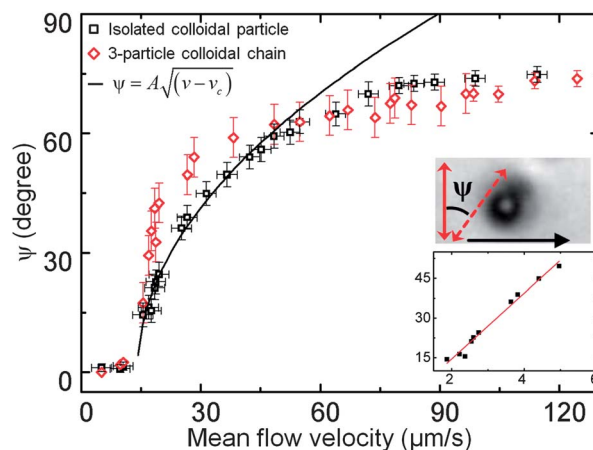 90
60
30
0
ψ (degree)
Isolated colloidal particle
3-particle colloidal chain
ψ = A√(v−v_c)
ψ
45
30
15
2 4 6
0 30 60 90 120
Mean flow velocity (μm/s)